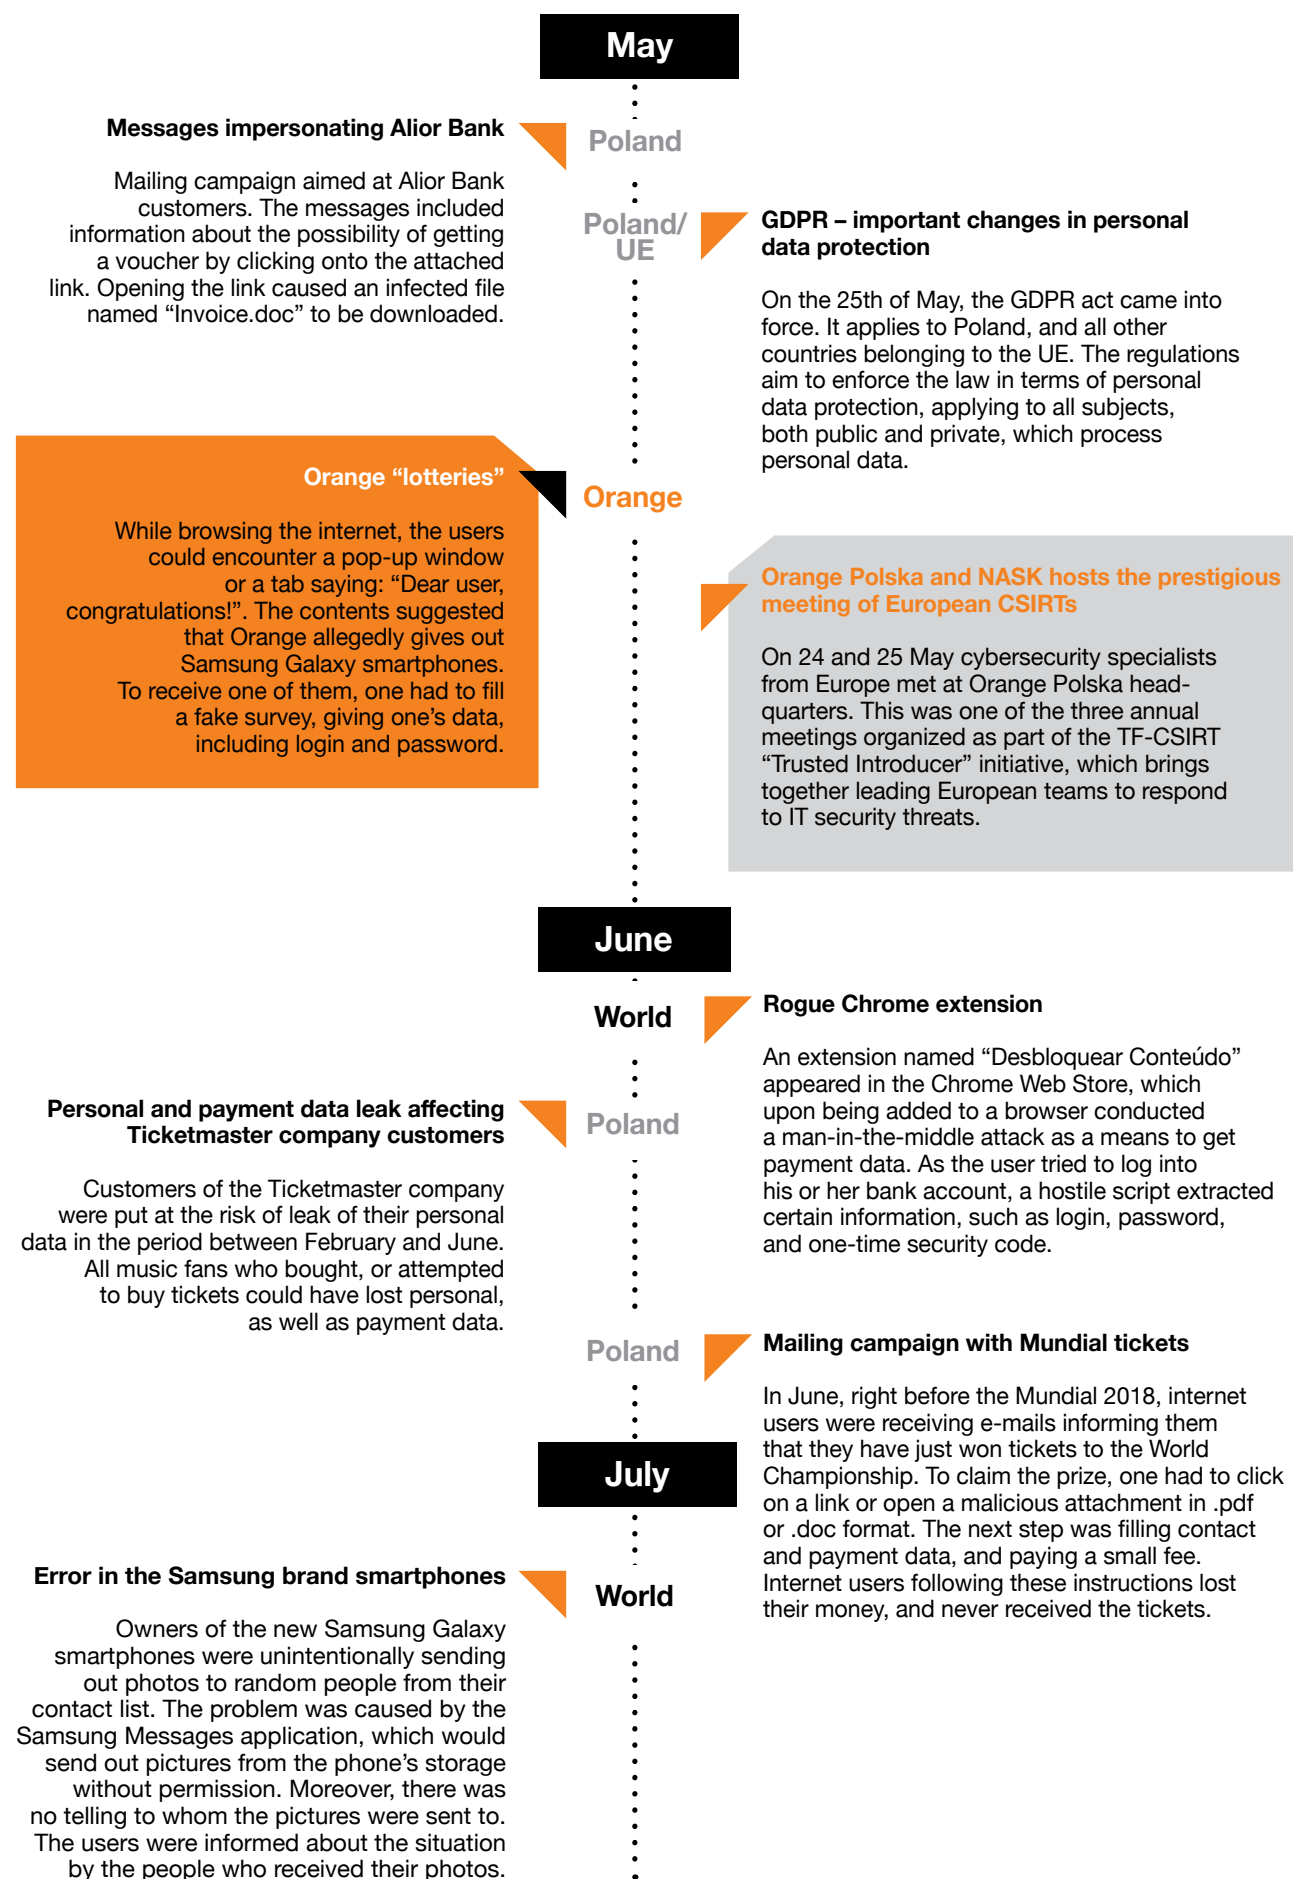 May
Messages impersonating Alior Bank
Poland
Mailing campaign aimed at Alior Bank
customers. The messages included
information about the possibility of getting
a voucher by clicking onto the attached
link. Opening the link caused an infected file
named “Invoice.doc” to be downloaded.
Poland/
UE
GDPR – important changes in personal
data protection
On the 25th of May, the GDPR act came into
force. It applies to Poland, and all other
countries belonging to the UE. The regulations
aim to enforce the law in terms of personal
data protection, applying to all subjects,
both public and private, which process
personal data.
Orange “lotteries”
Orange
While browsing the internet, the users
could encounter a pop-up window
or a tab saying: “Dear user,
congratulations!”. The contents suggested
that Orange allegedly gives out
Samsung Galaxy smartphones.
To receive one of them, one had to fill
a fake survey, giving one’s data,
including login and password.
Orange Polska and NASK hosts the prestigious
meeting of European CSIRTs
On 24 and 25 May cybersecurity specialists
from Europe met at Orange Polska head-
quarters. This was one of the three annual
meetings organized as part of the TF-CSIRT
“Trusted Introducer” initiative, which brings
together leading European teams to respond
to IT security threats.
June
World
Rogue Chrome extension
An extension named “Desbloquear Conteúdo”
appeared in the Chrome Web Store, which
upon being added to a browser conducted
a man-in-the-middle attack as a means to get
payment data. As the user tried to log into
his or her bank account, a hostile script extracted
certain information, such as login, password,
and one-time security code.
Personal and payment data leak affecting
Ticketmaster company customers
Poland
Customers of the Ticketmaster company
were put at the risk of leak of their personal
data in the period between February and June.
All music fans who bought, or attempted
to buy tickets could have lost personal,
as well as payment data.
Poland
Mailing campaign with Mundial tickets
In June, right before the Mundial 2018, internet
users were receiving e-mails informing them
that they have just won tickets to the World
Championship. To claim the prize, one had to click
on a link or open a malicious attachment in .pdf
or .doc format. The next step was filling contact
and payment data, and paying a small fee.
Internet users following these instructions lost
their money, and never received the tickets.
July
Error in the Samsung brand smartphones
World
Owners of the new Samsung Galaxy
smartphones were unintentionally sending
out photos to random people from their
contact list. The problem was caused by the
Samsung Messages application, which would
send out pictures from the phone’s storage
without permission. Moreover, there was
no telling to whom the pictures were sent to.
The users were informed about the situation
by the people who received their photos.